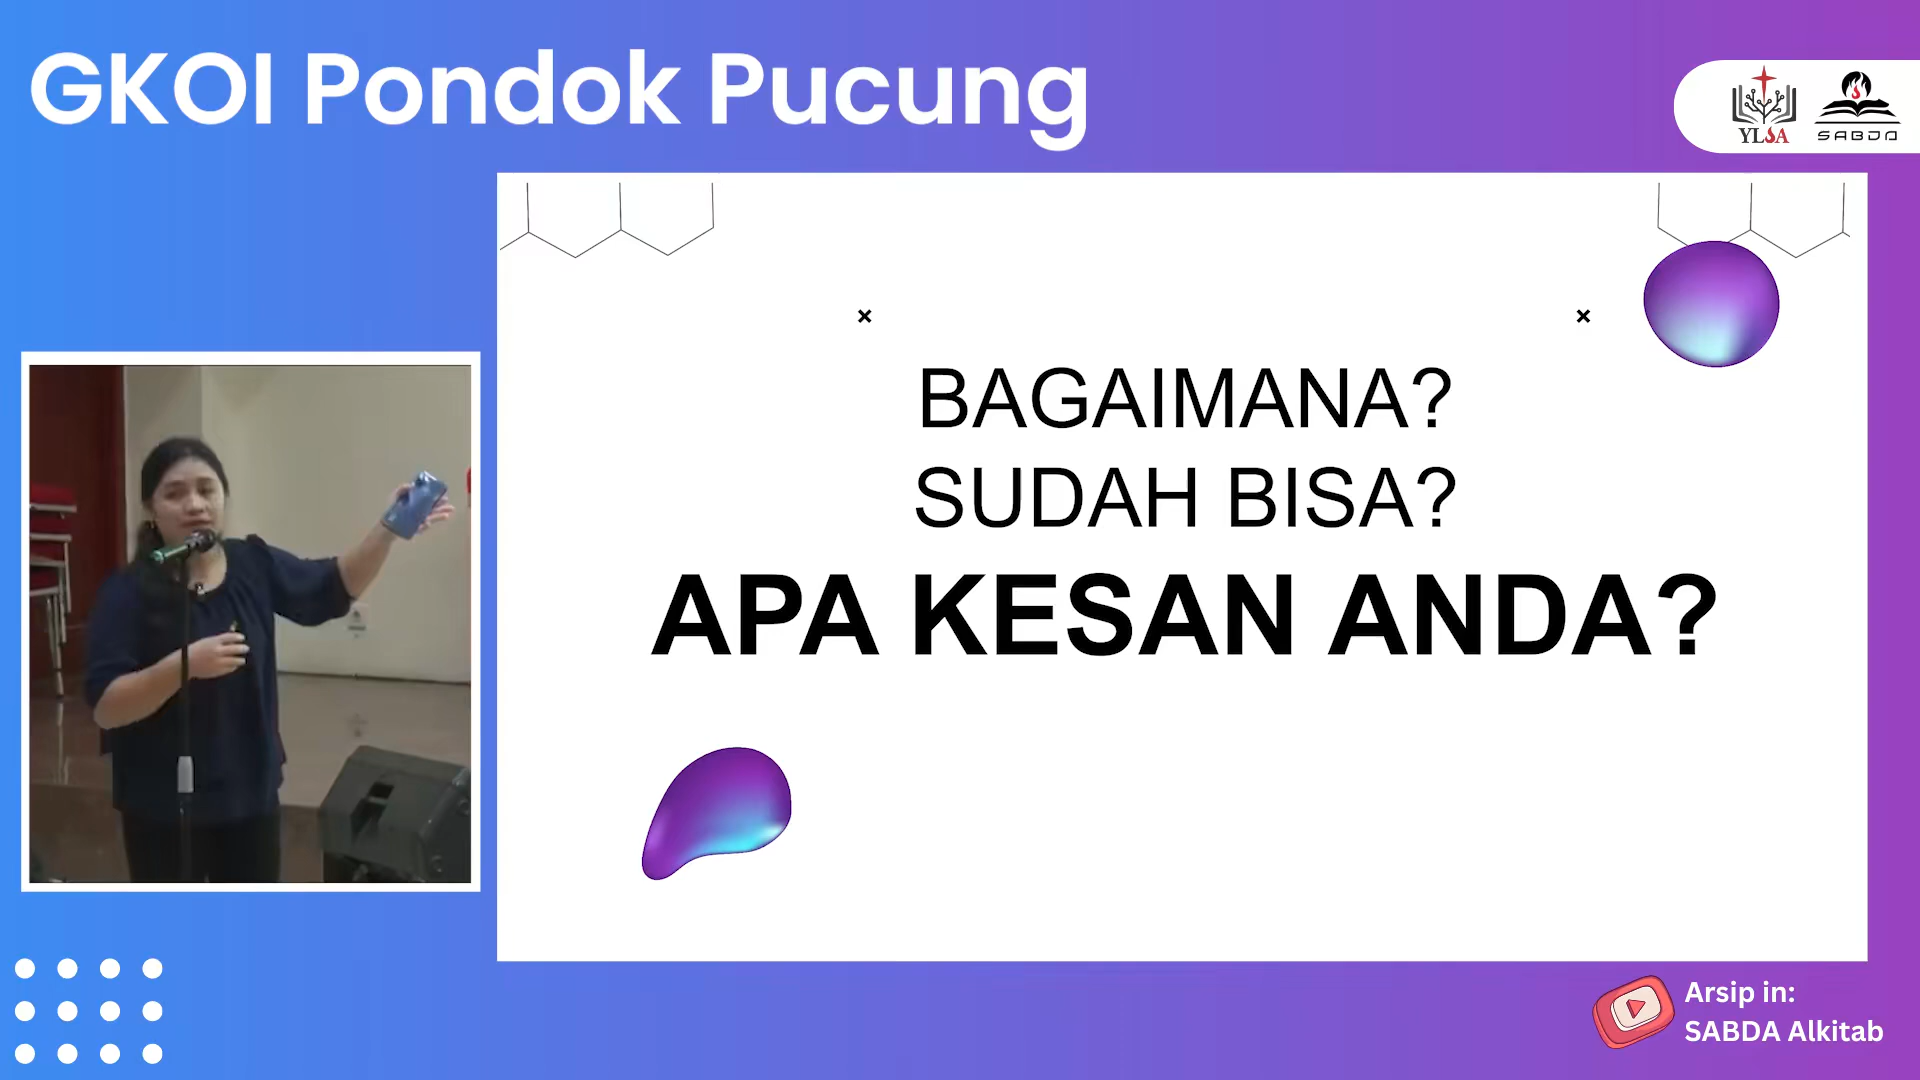 GKOI Pondok Pucung
YLSA
SABDA
BAGAIMANA?
SUDAH BISA?
APA KESAN ANDA?
Arsip in:
SABDA Alkitab